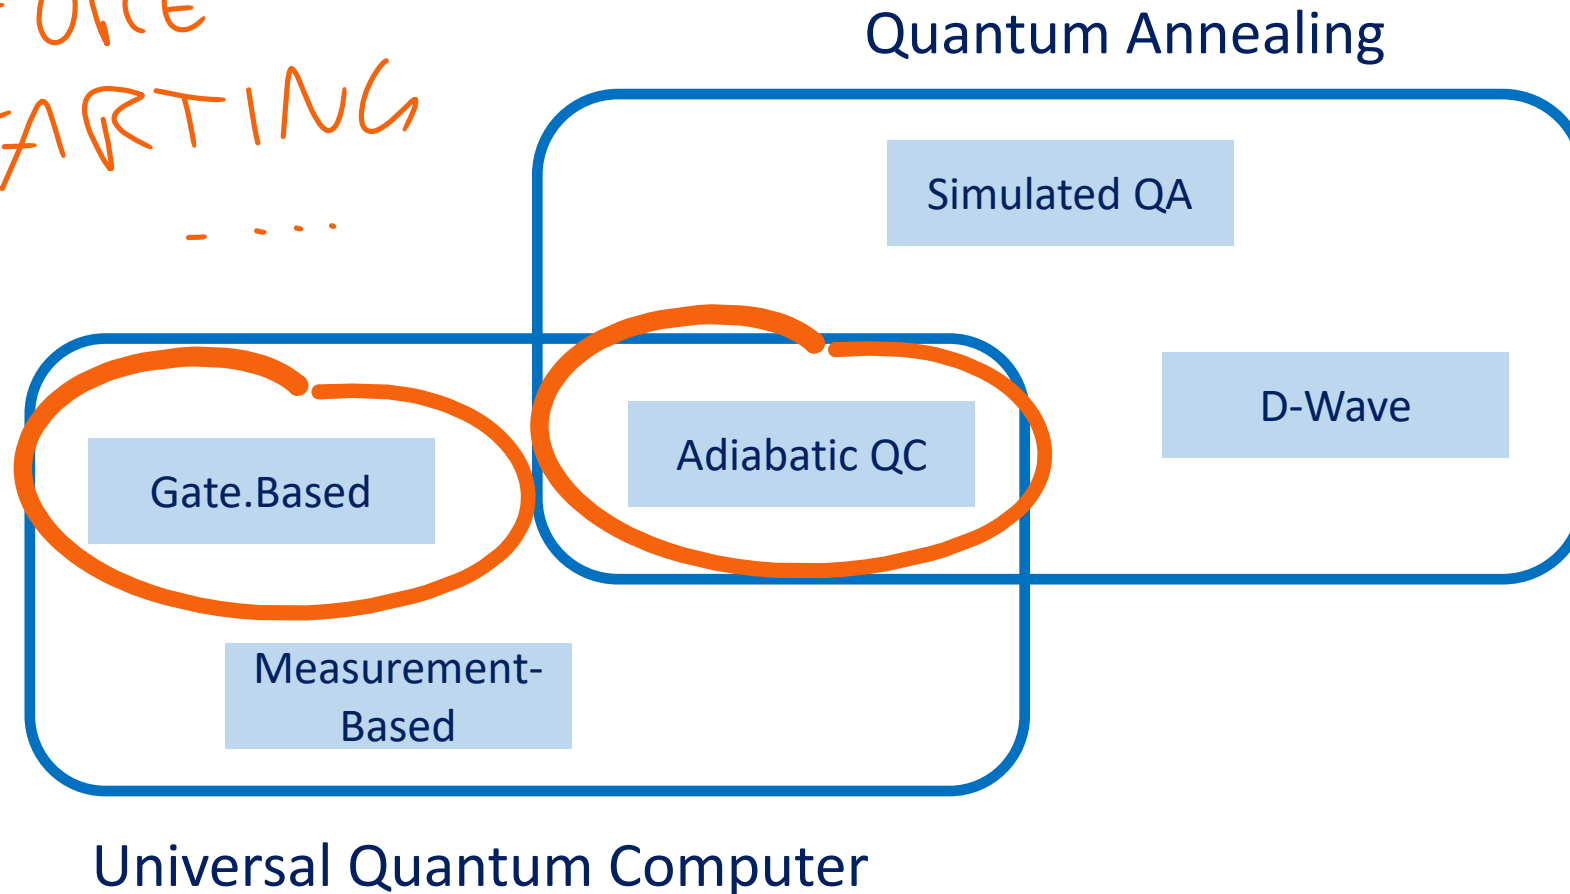 Quantum Annealing
Simulated QA
D-Wave
Adiabatic QC
Gate.Based
Measurement-
Based
Universal Quantum Computer